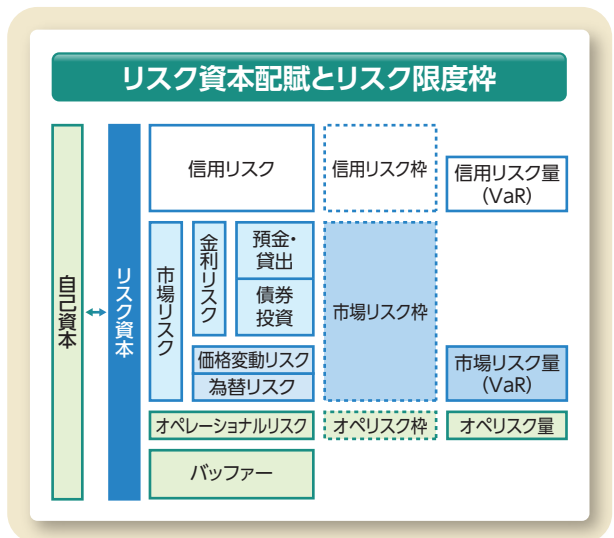 リスク資本配賦とリスク限度枠
自己資本
リスク資本
信用リスク
信用リスク枠
信用リスク量
(VaR)
市場リスク
金利リスク
預金・
貸出
債券
投資
価格変動リスク
為替リスク
市場リスク枠
市場リスク量
(VaR)
オペレーショナルリスク
オペリスク枠
オペリスク量
バッファー